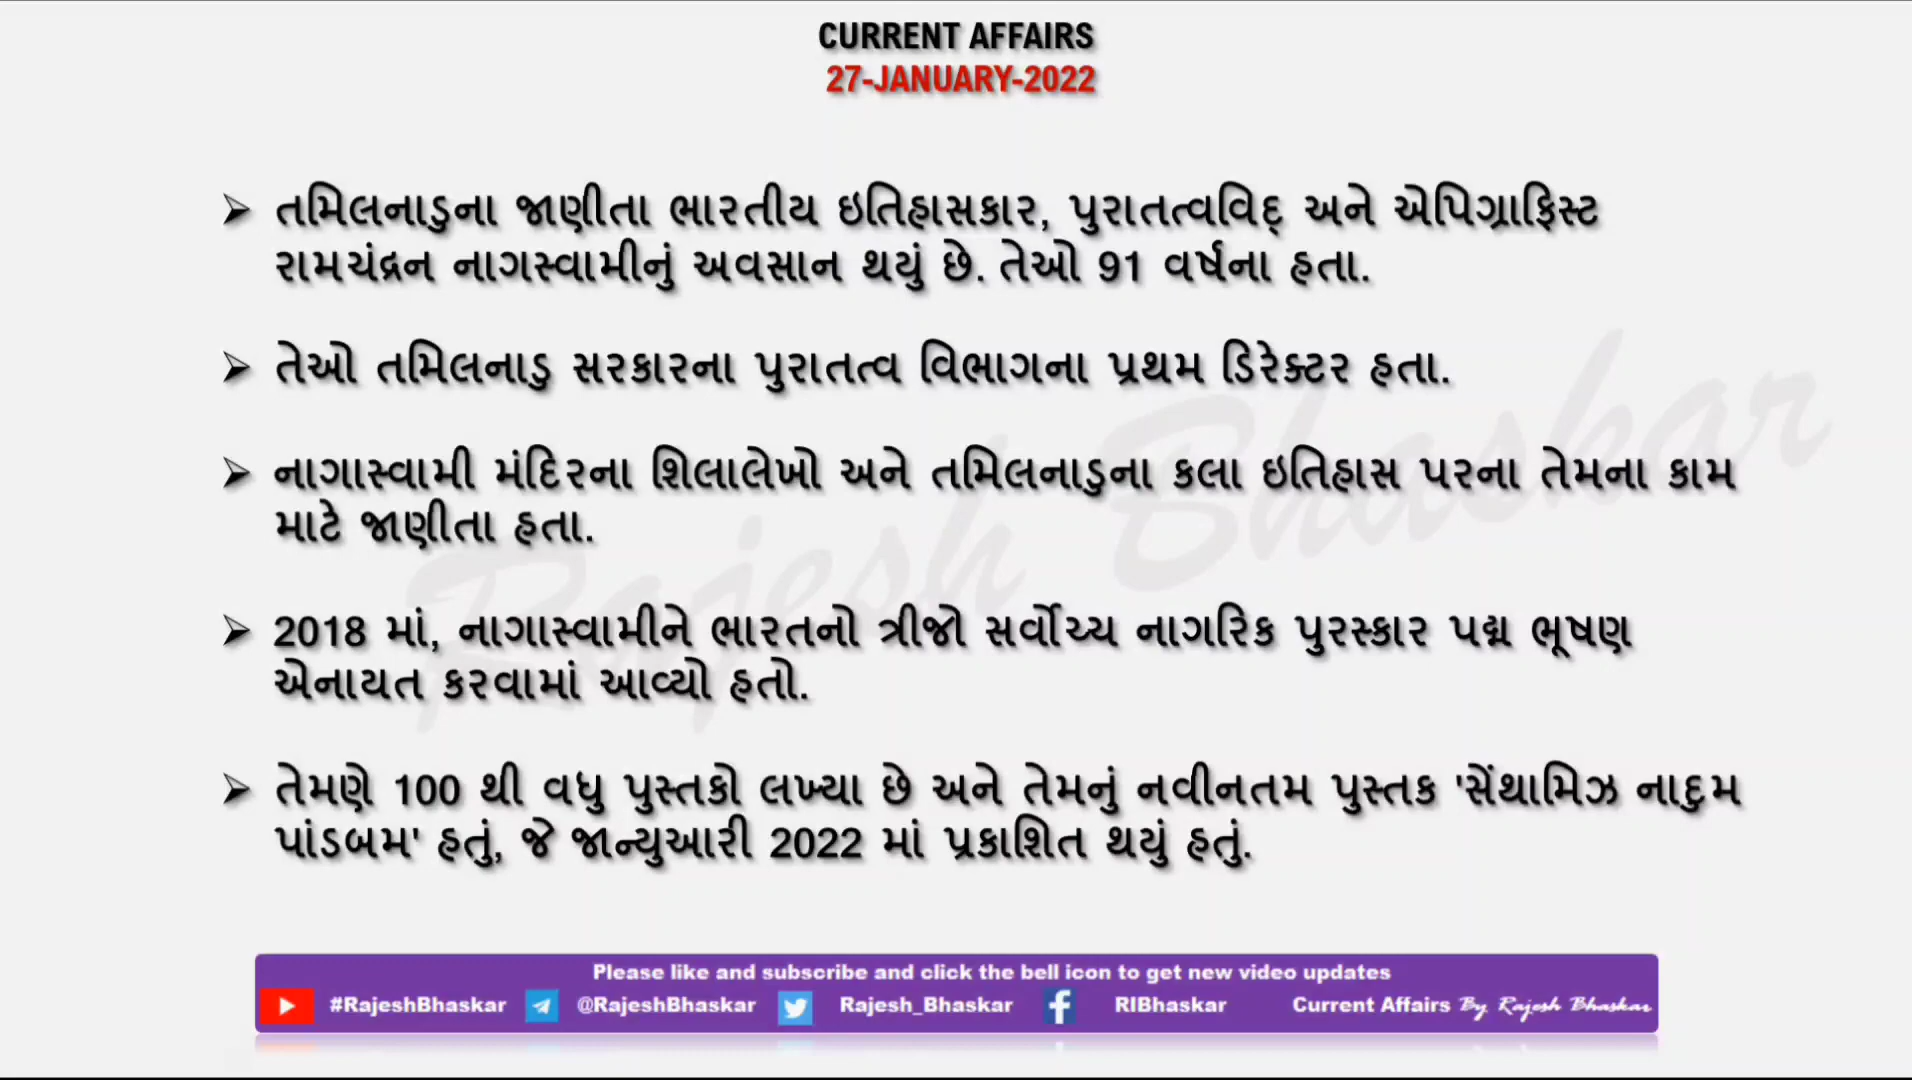 CURRENT AFFAIRS
27-JANUARY-2022
➢ તમિલનાડુના જાણીતા ભારતીય ઇતિહાસકાર, પુરાતત્વવિદ્ અને એપિગ્રાફિસ્ટ
રામચંદ્રન નાગસ્વામીનું અવસાન થયું છે. તેઓ 91 વર્ષના હતા.
➢ તેઓ તમિલનાડુ સરકારના પુરાતત્વ વિભાગના પ્રથમ ડિરેક્ટર હતા.
➢ નાગાસ્વામી મંદિરના શિલાલેખો અને તમિલનાડુના કલા ઇતિહાસ પરના તેમના કામ
માટે જાણીતા હતા.
➢ 2018 માં, નાગાસ્વામીને ભારતનો ત્રીજો સર્વોચ્ચ નાગરિક પુરસ્કાર પદ્મ ભૂષણ
એનાયત કરવામાં આવ્યો હતો.
➢ તેમણે 100 થી વધુ પુસ્તકો લખ્યા છે અને તેમનું નવીનતમ પુસ્તક 'સેંથામિઝ નાદુમ
પાંડબમ' હતું, જે જાન્યુઆરી 2022 માં પ્રકાશિત થયું હતું.
Rajesh Bhaskar
Please like and subscribe and click the bell icon to get new video updates
#RajeshBhaskar @RajeshBhaskar Rajesh_Bhaskar RIBhaskar Current Affairs By Rajesh Bhaskar